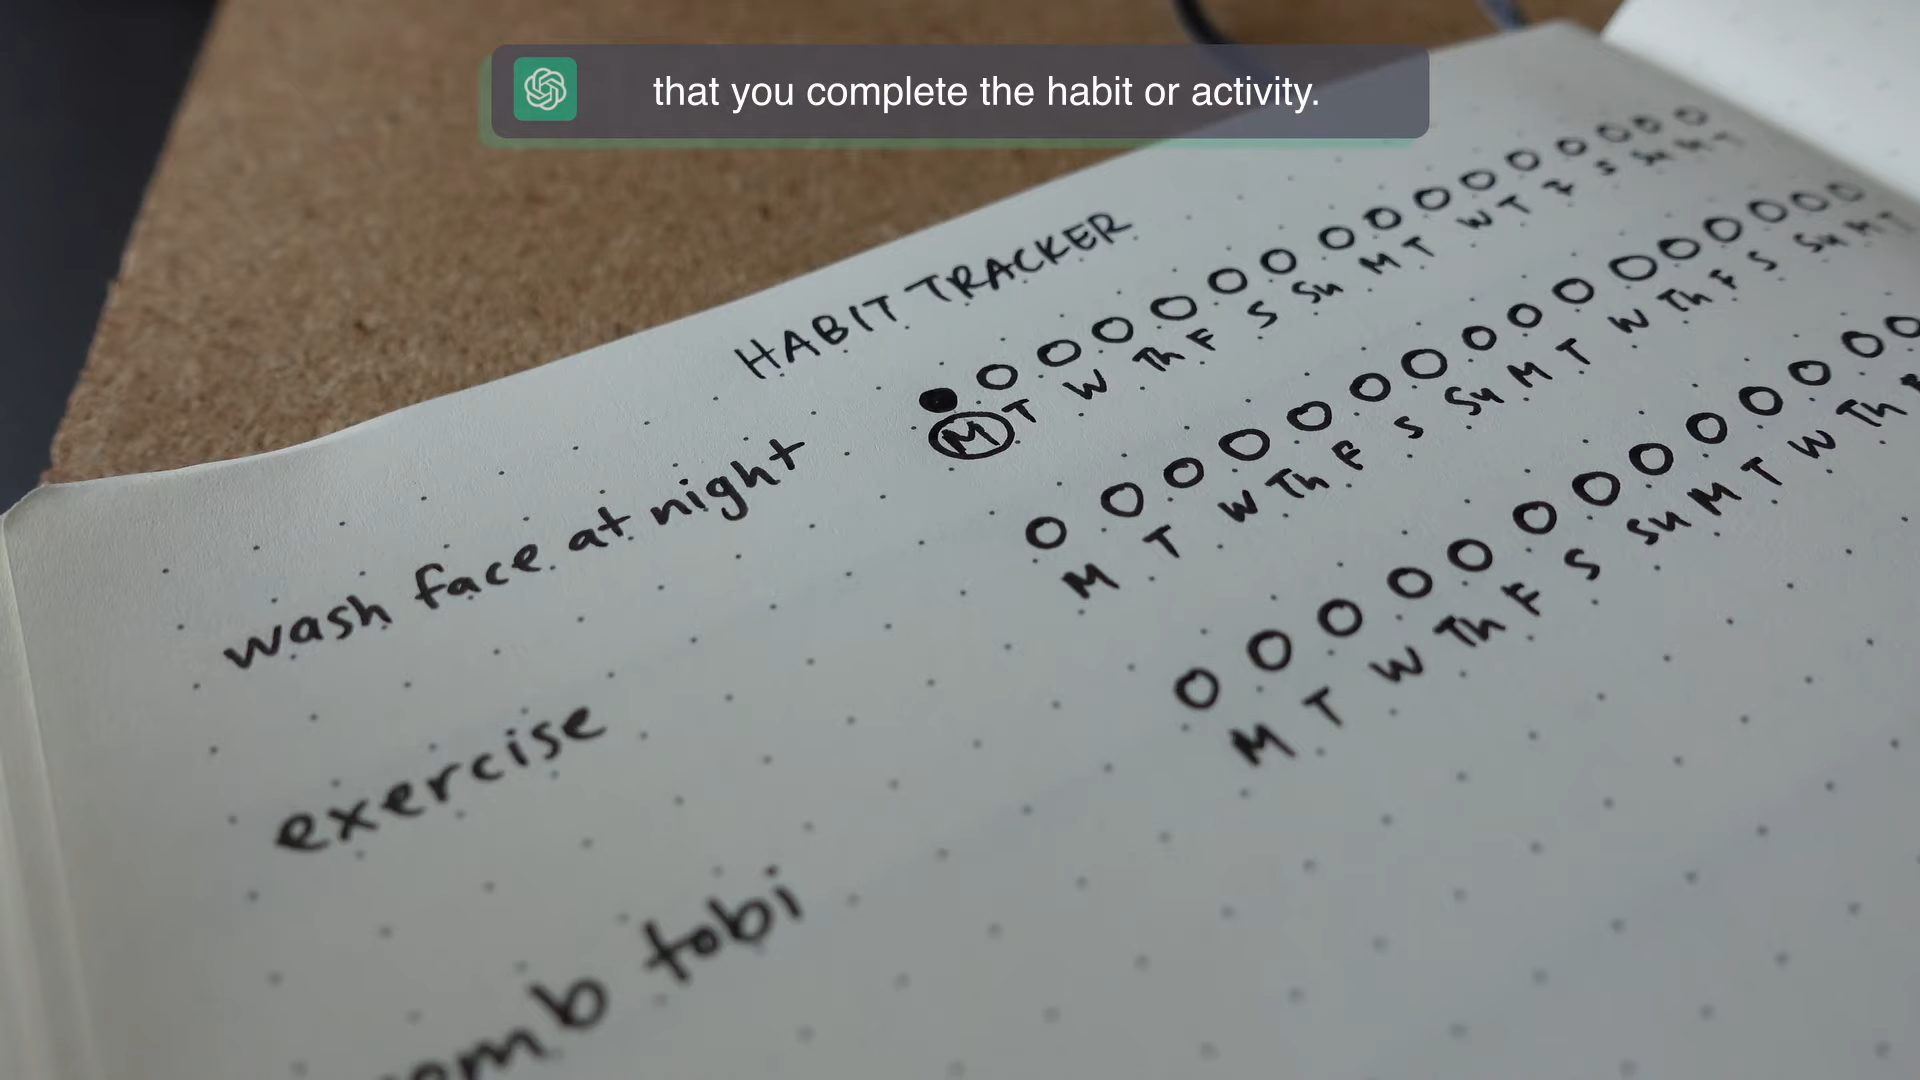 that you complete the habit or activity.
HABIT TRACKER
wash face at night
M T W Th F S Su M T W T S Su M T
exercise
M T W Th F S Su M T W Th F S Su M T
omb tobi
M T W Th F S Su M T W Th